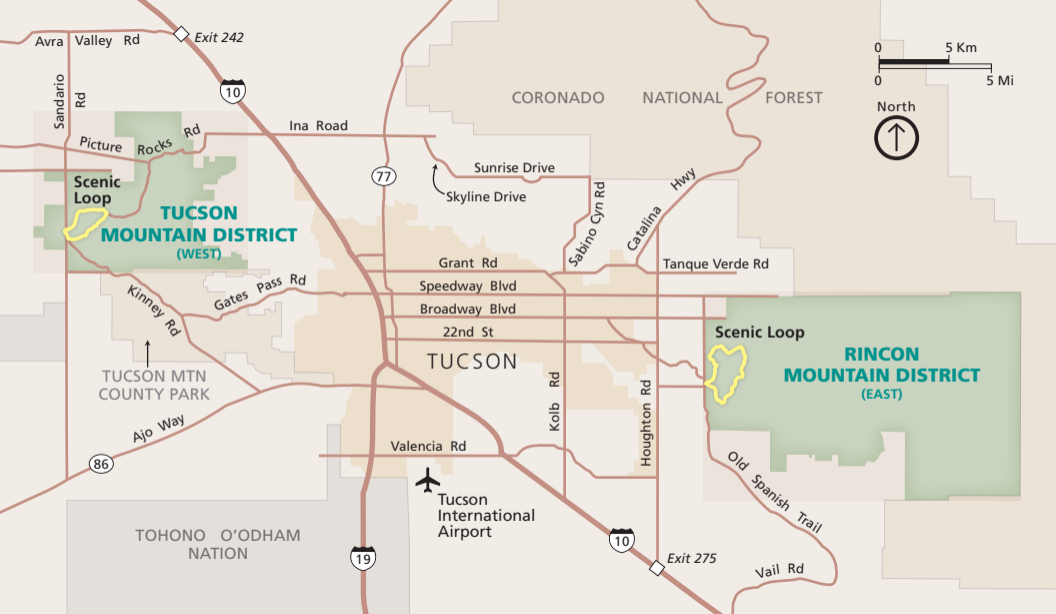 Avra Valley Rd
Exit 242
0 5 Km
0 5 Mi
North
Sandario Rd
10
CORONADO NATIONAL FOREST
Picture Rocks Rd
Ina Road
77
Sunrise Drive
Skyline Drive
Sabino Cyn Rd
Catalina Hwy
Scenic
Loop
TUCSON
MOUNTAIN DISTRICT
(WEST)
Grant Rd
Tanque Verde Rd
Kinney Rd
Gates Pass Rd
Speedway Blvd
Broadway Blvd
22nd St
TUCSON
Scenic Loop
RINCON
MOUNTAIN DISTRICT
(EAST)
TUCSON MTN
COUNTY PARK
Ajo Way
86
Kolb Rd
Houghton Rd
Valencia Rd
Old Spanish Trail
Tucson
International
Airport
TOHONO O'ODHAM
NATION
19
10
Exit 275
Vail Rd